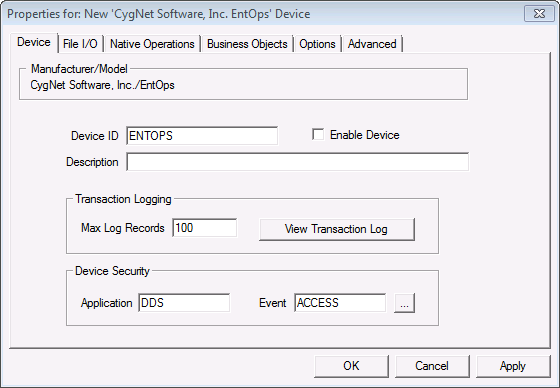 Properties for: New 'CygNet Software, Inc. EntOps' Device
Device File I/O Native Operations Business Objects Options Advanced
Manufacturer/Model
CygNet Software, Inc./EntOps
Device ID ENTOPS Enable Device
Description
Transaction Logging
Max Log Records 100 View Transaction Log
Device Security
Application DDS Event ACCESS ...
OK Cancel Apply